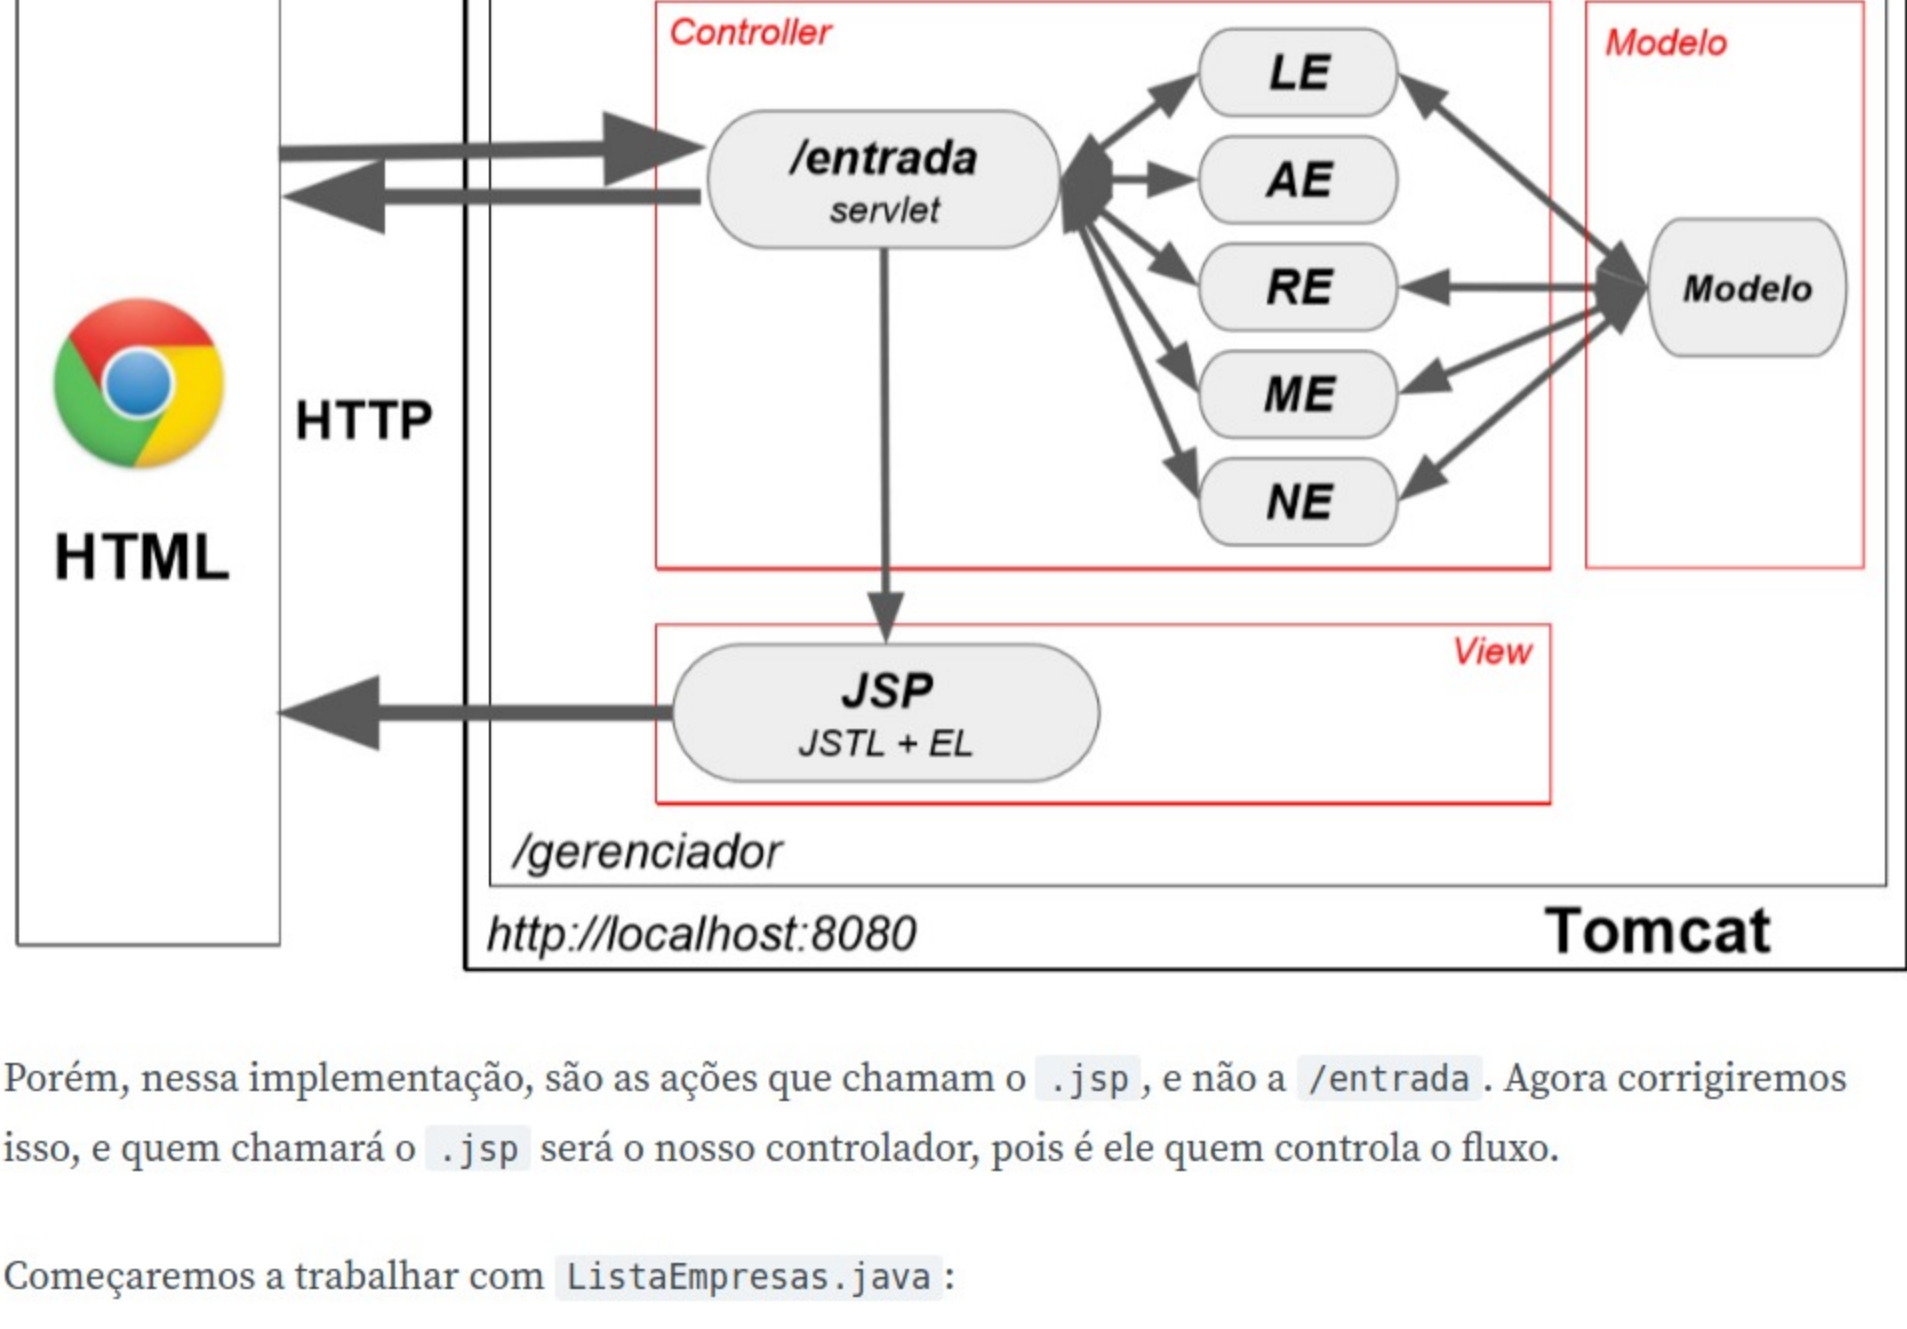 Controller
Modelo
LE
/entrada
servlet
AE
RE
Modelo
ME
NE
HTTP
HTML
View
JSP
JSTL + EL
/gerenciador
http://localhost:8080
Tomcat
Porém, nessa implementação, são as ações que chamam o .jsp, e não a /entrada. Agora corrigiremos
isso, e quem chamará o .jsp será o nosso controlador, pois é ele quem controla o fluxo.
Começaremos a trabalhar com ListaEmpresas.java: